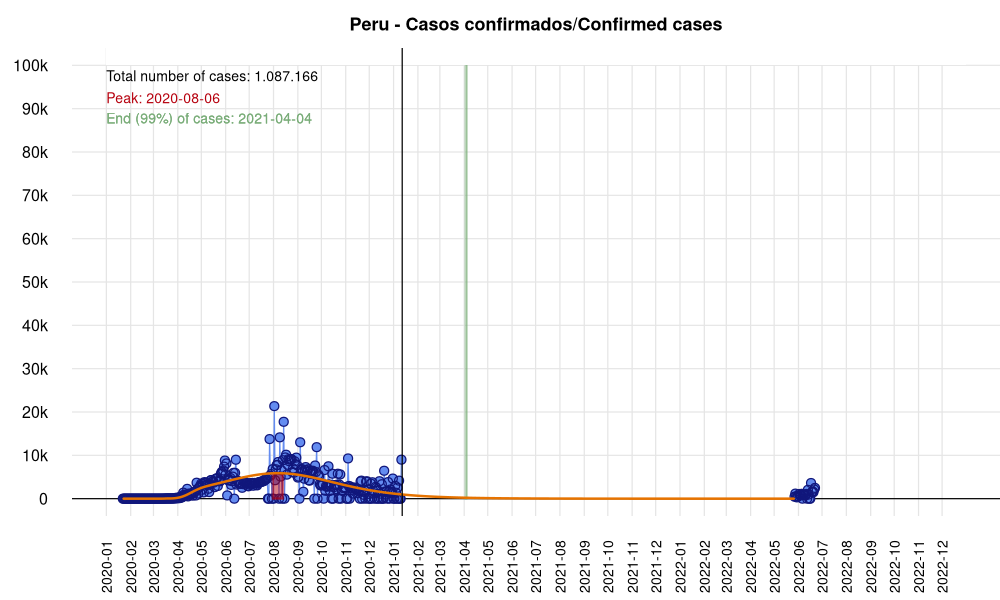 Peru - Casos confirmados/Confirmed cases
Total number of cases: 1.087.166
Peak: 2020-08-06
End (99%) of cases: 2021-04-04
100k
90k
80k
70k
60k
50k
40k
30k
20k
10k
0
2020-01
2020-02
2020-03
2020-04
2020-05
2020-06
2020-07
2020-08
2020-09
2020-10
2020-11
2020-12
2021-01
2021-02
2021-03
2021-04
2021-05
2021-06
2021-07
2021-08
2021-09
2021-10
2021-11
2021-12
2022-01
2022-02
2022-03
2022-04
2022-05
2022-06
2022-07
2022-08
2022-09
2022-10
2022-11
2022-12